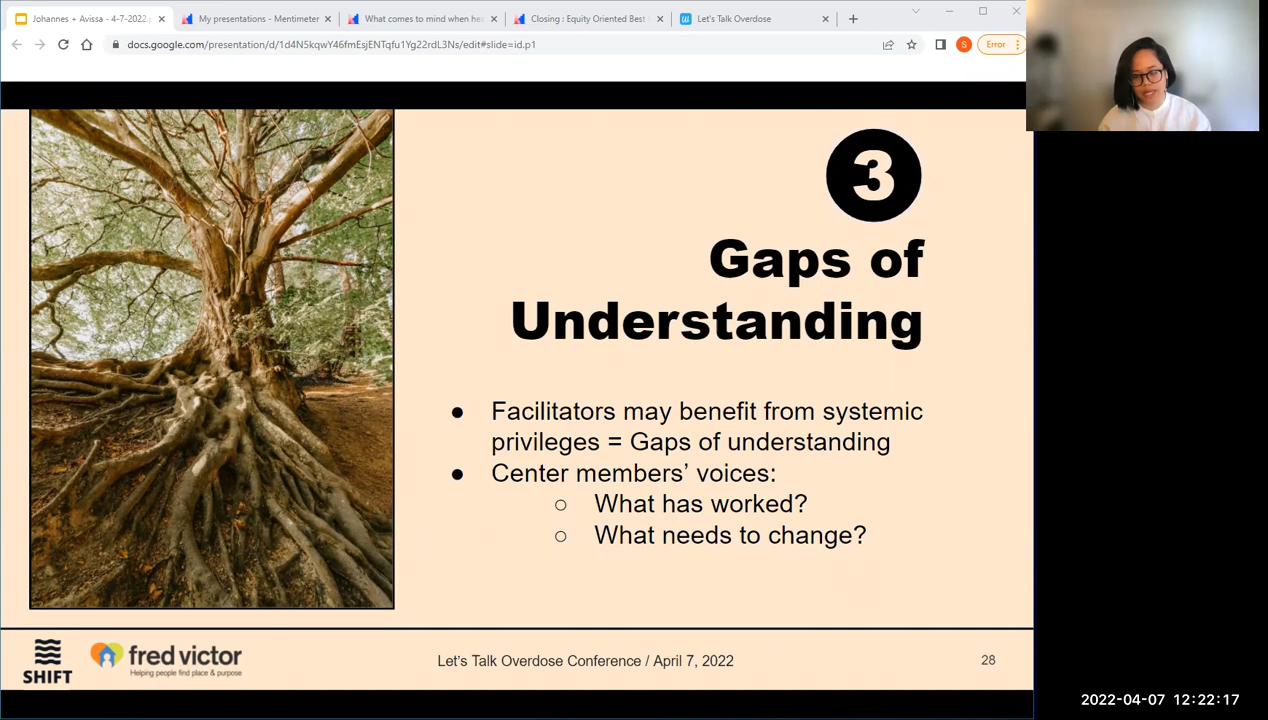 Johannes + Avissa - 4-7-2022.
My presentations - Mentimeter
What comes to mind when he
Closing : Equity Oriented Best
Let's Talk Overdose
docs.google.com/presentation/d/1d4N5kqwY46fmEsjENTqfu1Yg22rdL3Ns/edit#slide=id.p1
S
Error
3
Gaps of
Understanding
● Facilitators may benefit from systemic
privileges = Gaps of understanding
● Center members’ voices:
○ What has worked?
○ What needs to change?
SHIFT
fred victor
Helping people find place & purpose
Let’s Talk Overdose Conference / April 7, 2022
28
2022-04-07 12:22:17